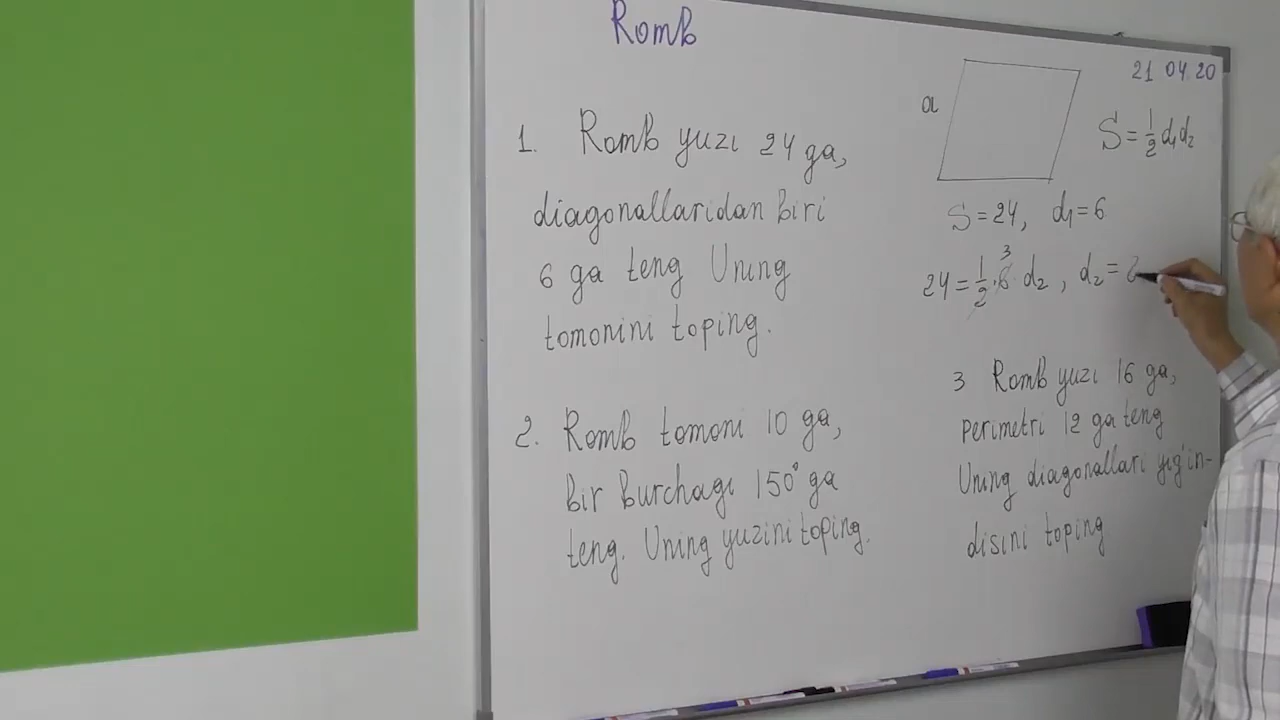 Romb
21 04 20
1. Romb yuzi 24 ga,
diagonallaridan biri
6 ga teng Uning
tomonini toping.
2. Romb tomoni 10 ga,
bir burchagi 150° ga
teng. Uning yuzini toping.
a
S = 1/2 d₁d₂
S = 24, d₁ = 6
3
24 = 1/2 · 6 · d₂, d₂ =
3 Romb yuzi 16 ga,
perimetri 12 ga teng
Uning diagonallari yig'in-
disini toping